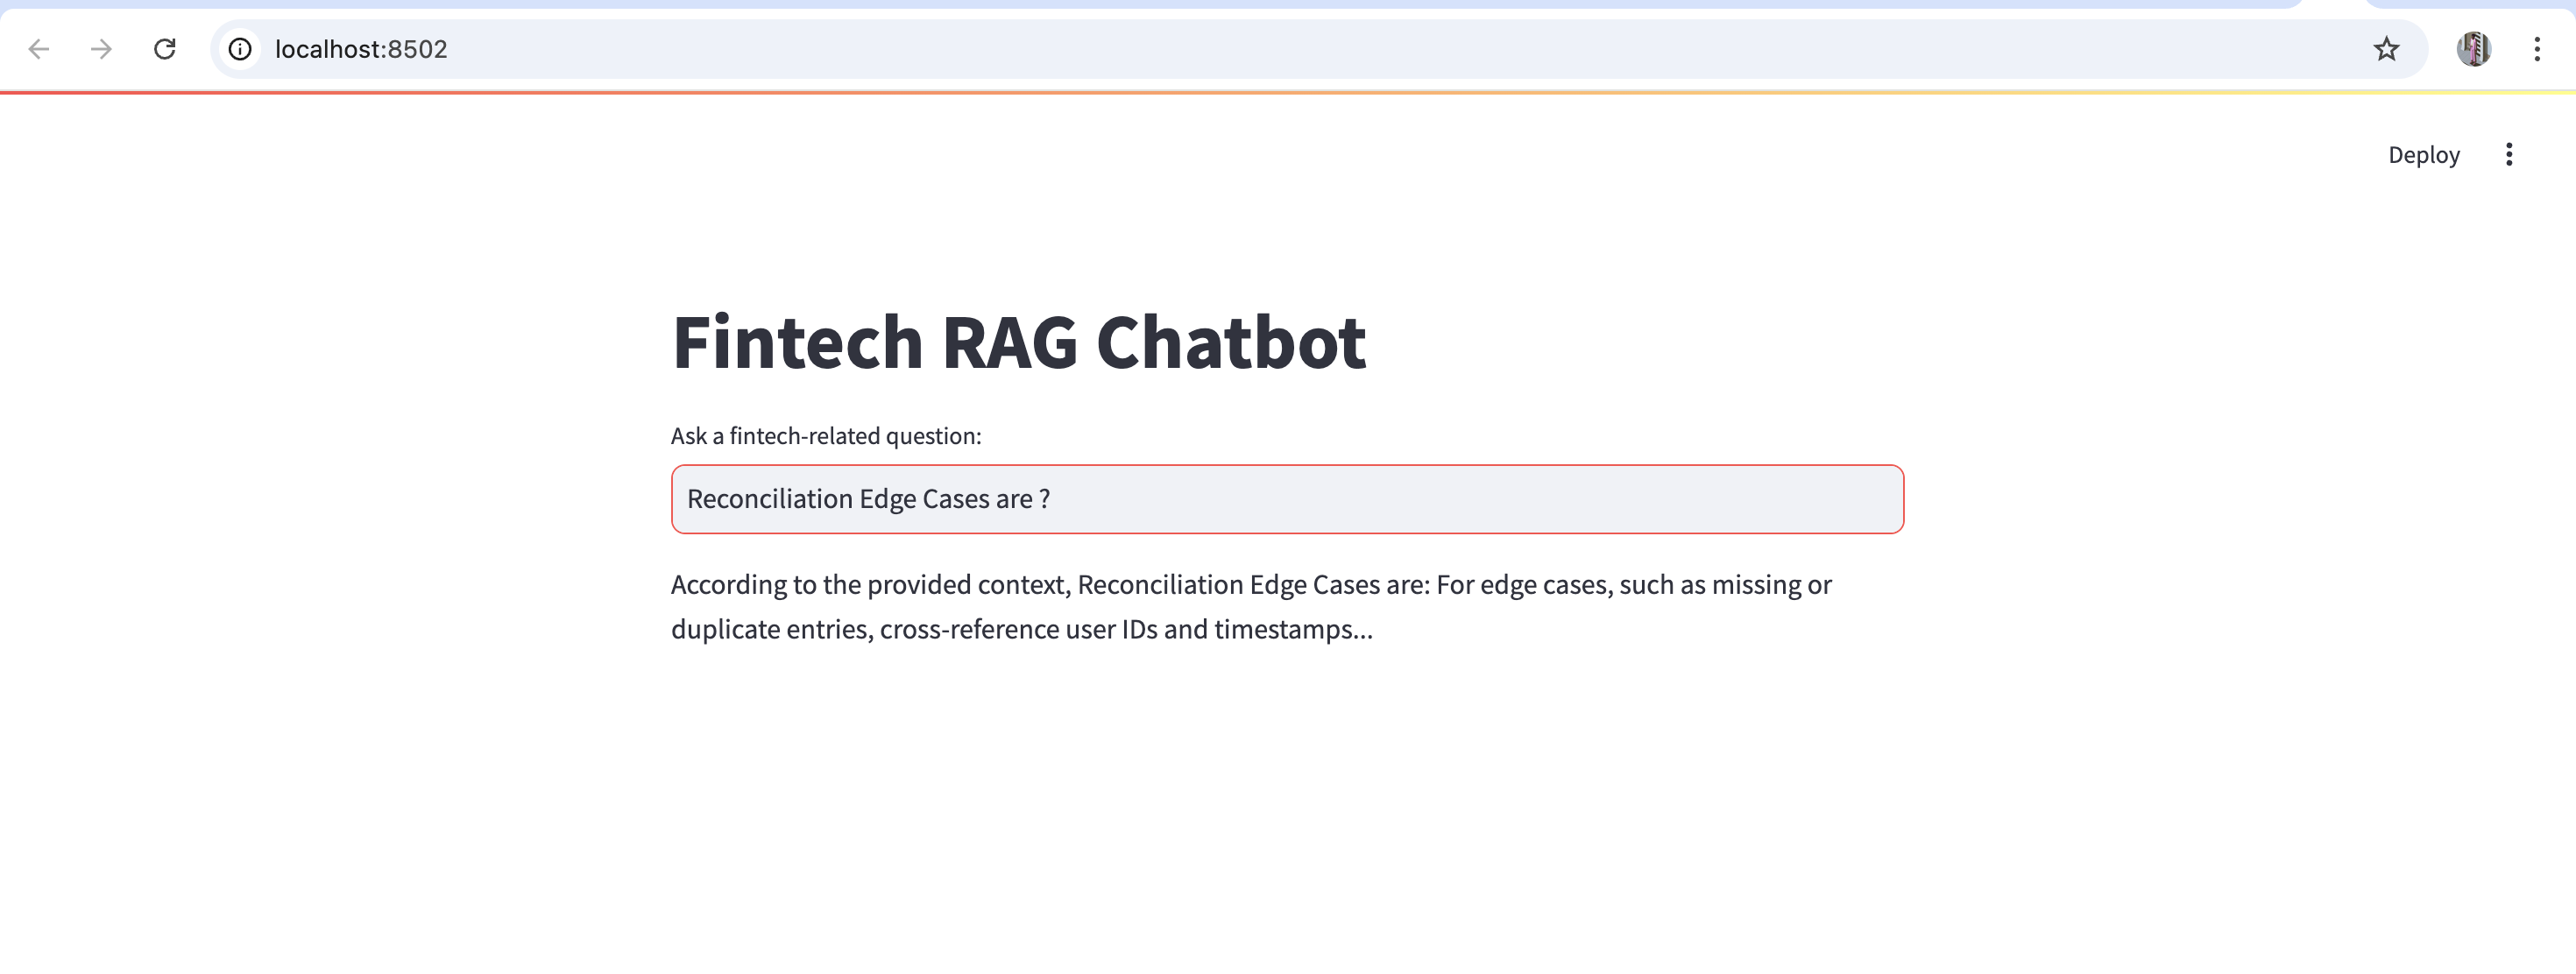 localhost:8502
Deploy
Fintech RAG Chatbot
Ask a fintech-related question:
Reconciliation Edge Cases are ?
According to the provided context, Reconciliation Edge Cases are: For edge cases, such as missing or
duplicate entries, cross-reference user IDs and timestamps...